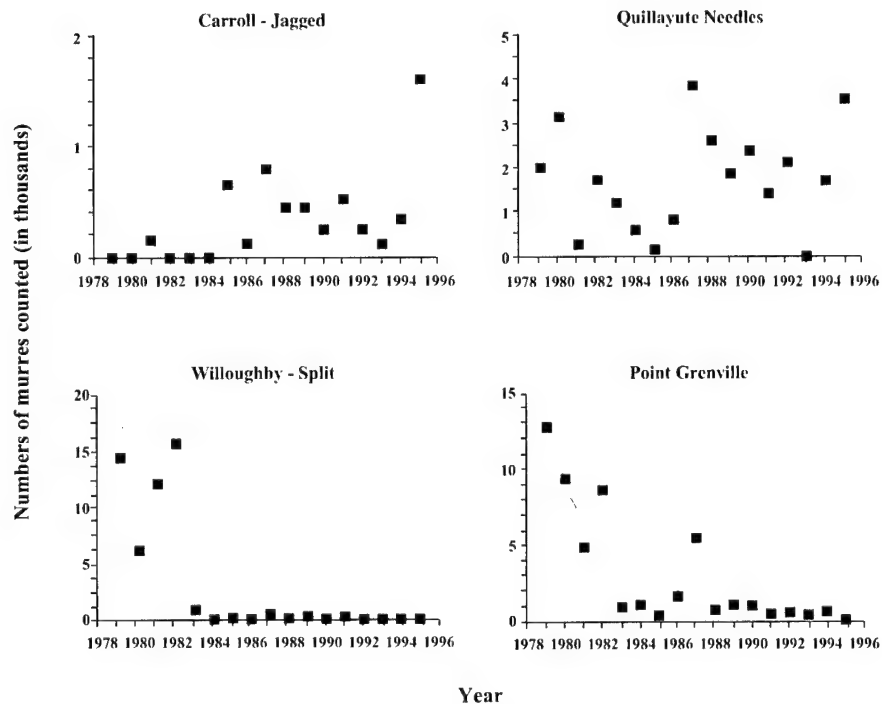 Carroll - Jagged
2
1
0
1978 1980 1982 1984 1986 1988 1990 1992 1994 1996
Quillayute Needles
5
4
3
2
1
0
1978 1980 1982 1984 1986 1988 1990 1992 1994 1996
Willoughby - Split
20
15
10
5
0
1978 1980 1982 1984 1986 1988 1990 1992 1994 1996
Point Grenville
15
10
5
0
1978 1980 1982 1984 1986 1988 1990 1992 1994 1996
Numbers of murres counted (in thousands)
Year